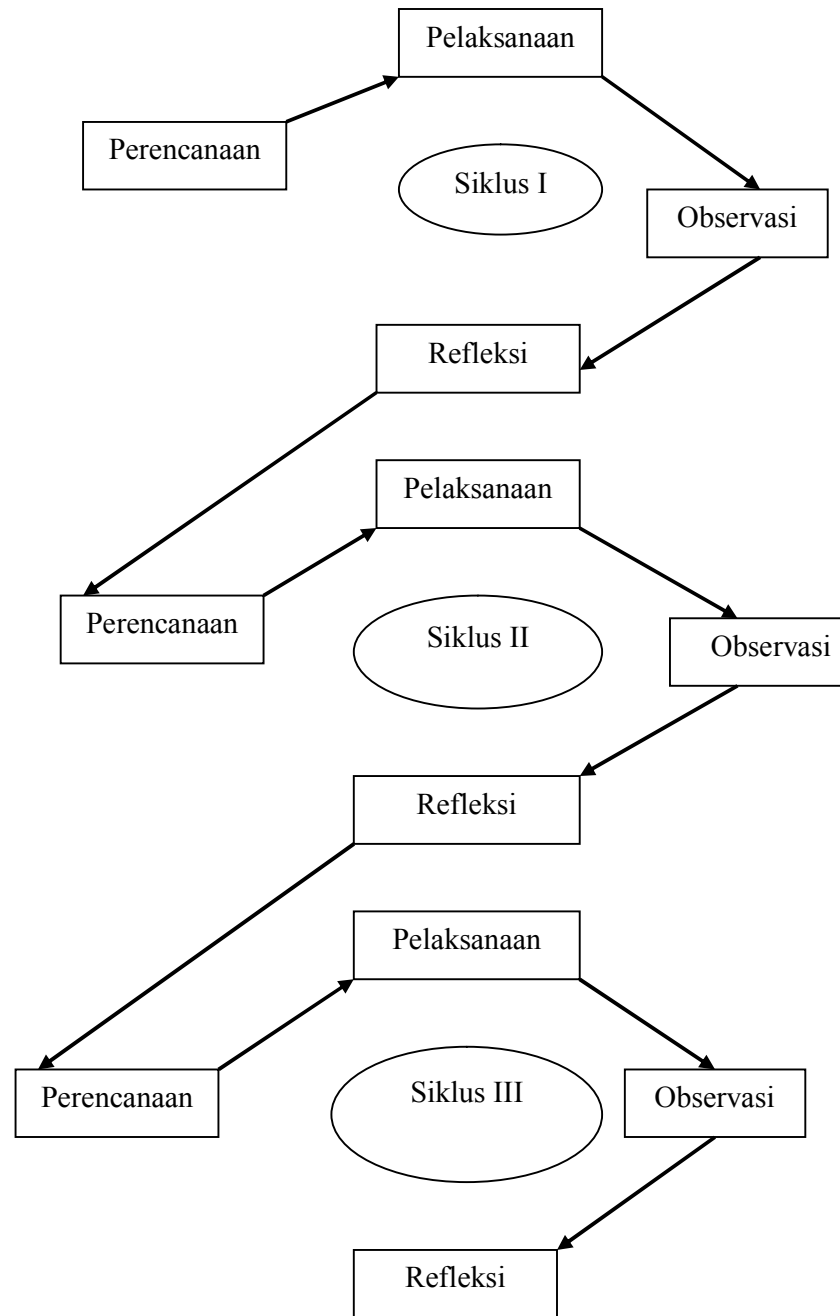 Pelaksanaan
Perencanaan
Siklus I
Observasi
Refleksi
Pelaksanaan
Perencanaan
Siklus II
Observasi
Refleksi
Pelaksanaan
Perencanaan
Siklus III
Observasi
Refleksi